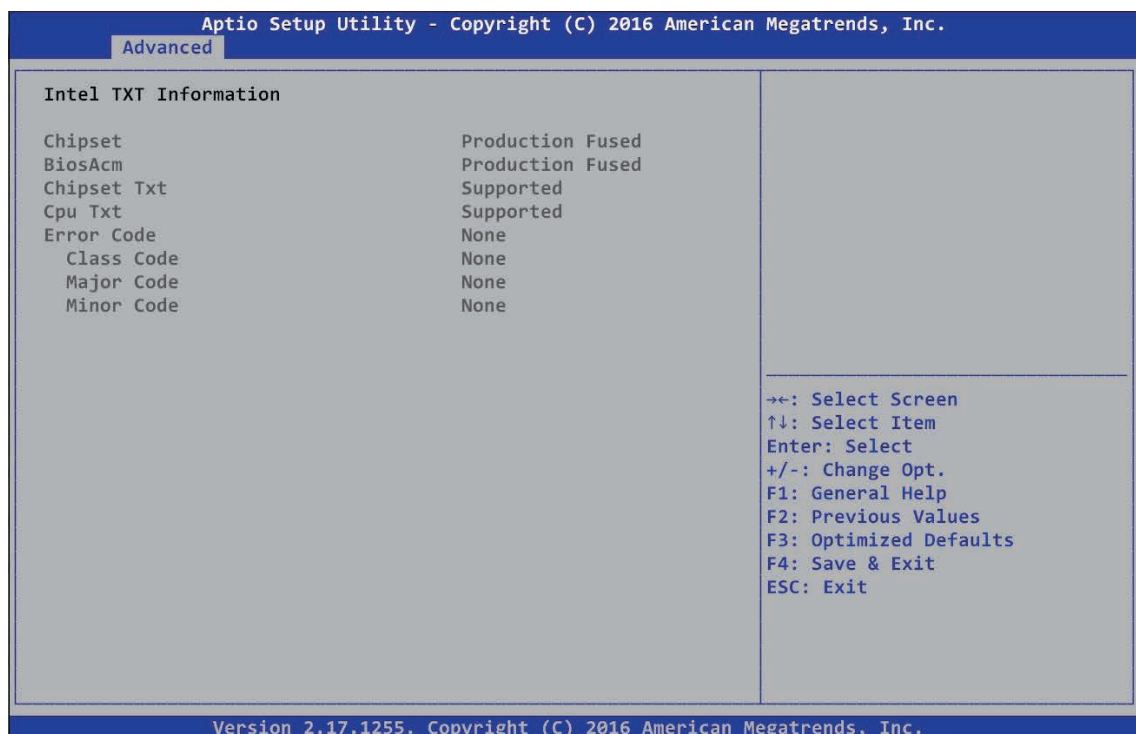 Aptio Setup Utility - Copyright (C) 2016 American Megatrends, Inc.
Advanced
Intel TXT Information
Chipset Production Fused
BiosAcm Production Fused
Chipset Txt Supported
Cpu Txt Supported
Error Code None
Class Code None
Major Code None
Minor Code None
→←: Select Screen
↑↓: Select Item
Enter: Select
+/-: Change Opt.
F1: General Help
F2: Previous Values
F3: Optimized Defaults
F4: Save & Exit
ESC: Exit
Version 2.17.1255. Copyright (C) 2016 American Megatrends, Inc.